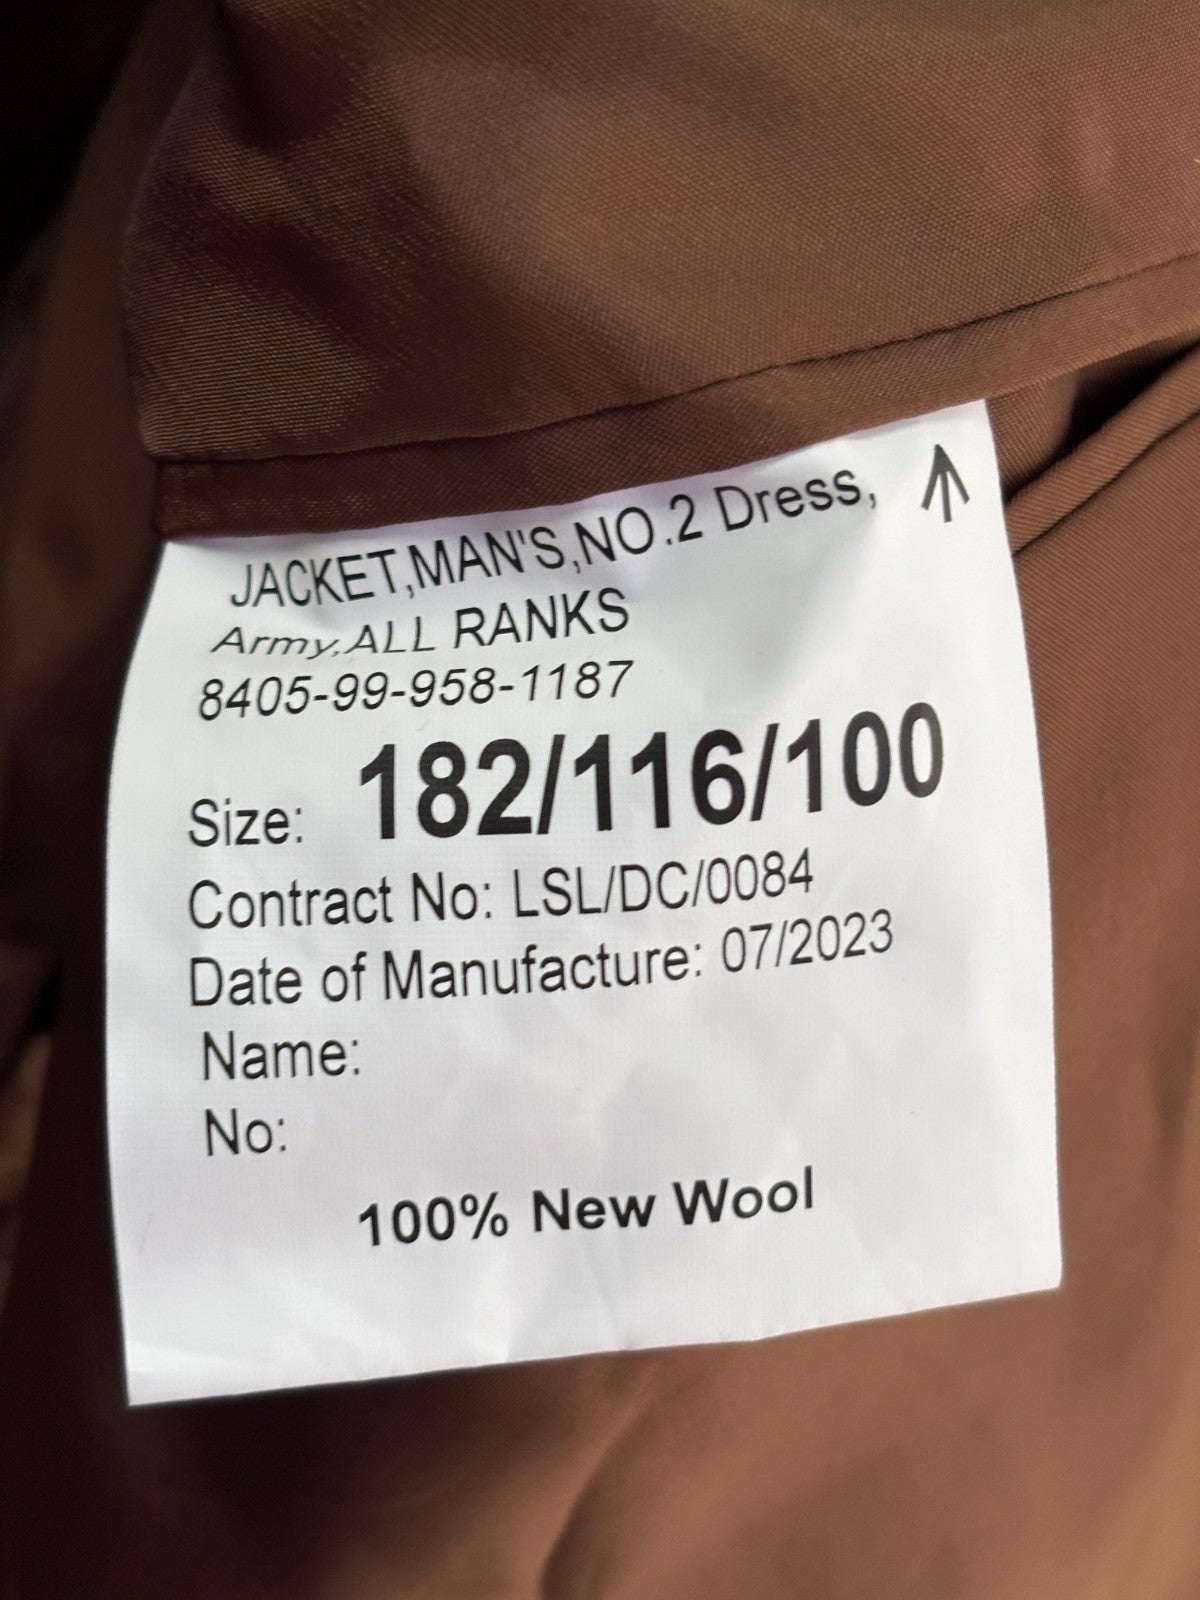 JACKET,MAN'S,NO.2 Dress,
Army,ALL RANKS
8405-99-958-1187
Size: 182/116/100
Contract No: LSL/DC/0084
Date of Manufacture: 07/2023
Name:
No:
100% New Wool